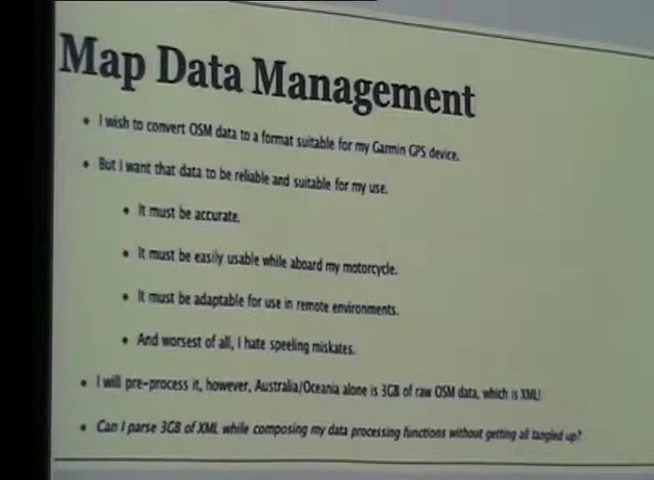 Map Data Management
• I wish to convert OSM data to a format suitable for my Garmin GPS device.
• But I want that data to be reliable and suitable for my use.
• It must be accurate.
• It must be easily usable while aboard my motorcycle.
• It must be adaptable for use in remote environments.
• And worsest of all, I hate speeling miskates.
• I will pre-process it, however, Australia/Oceania alone is 3GB of raw OSM data, which is XML!
• Can I parse 3GB of XML while composing my data processing functions without getting all tangled up?